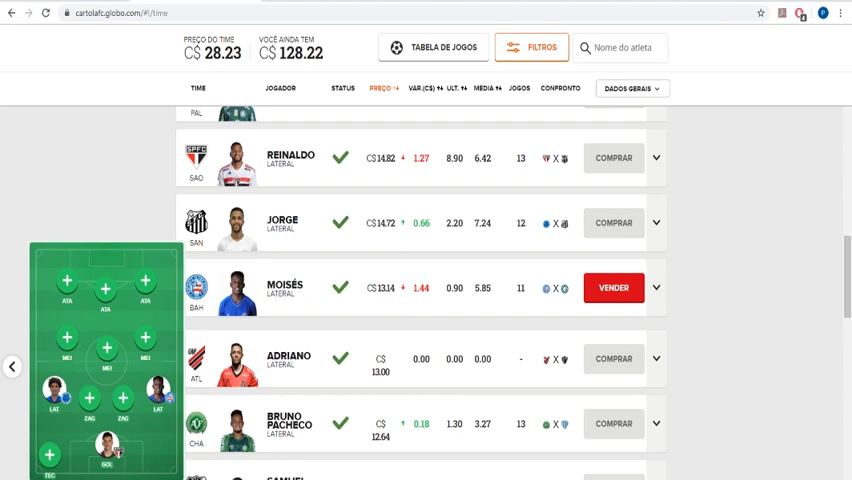 cartolafc.globo.com/#!/time
4
P
PREÇO DO TIME
C$ 28.23
VOCÊ AINDA TEM
C$ 128.22
TABELA DE JOGOS
FILTROS
Nome do atleta
TIME JOGADOR STATUS PREÇO VAR.(C$) ULT. MÉDIA JOGOS CONFRONTO DADOS GERAIS
PAL
SPFC
SAO
REINALDO
LATERAL
C$ 14.82 1.27 8.90 6.42 13 X COMPRAR
SAN
JORGE
LATERAL
C$ 14.72 0.66 2.20 7.24 12 X COMPRAR
BAH
MOISÉS
LATERAL
C$ 13.14 1.44 0.90 5.85 11 X VENDER
ATL
ADRIANO
LATERAL
C$ 13.00 0.00 0.00 0.00 - X COMPRAR
CHA
BRUNO PACHECO
LATERAL
C$ 12.64 0.18 1.30 3.27 13 X COMPRAR
ATA ATA ATA
MEI MEI MEI
LAT ZAG ZAG LAT
GOL
TEC